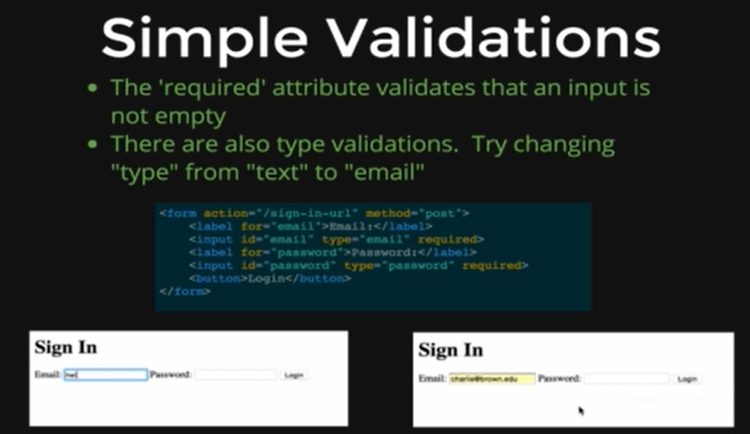 Simple Validations
The 'required' attribute validates that an input is
not empty
There are also type validations. Try changing
"type" from "text" to "email"
<form action="/sign-in-url" method="post">
<label for="email">Email:</label>
<input id="email" type="email" required>
<label for="password">Password:</label>
<input id="password" type="password" required>
<button>Login</button>
</form>
Sign In
Email: hel Password: Login
Sign In
Email: charlie@brown.edu Password: Login